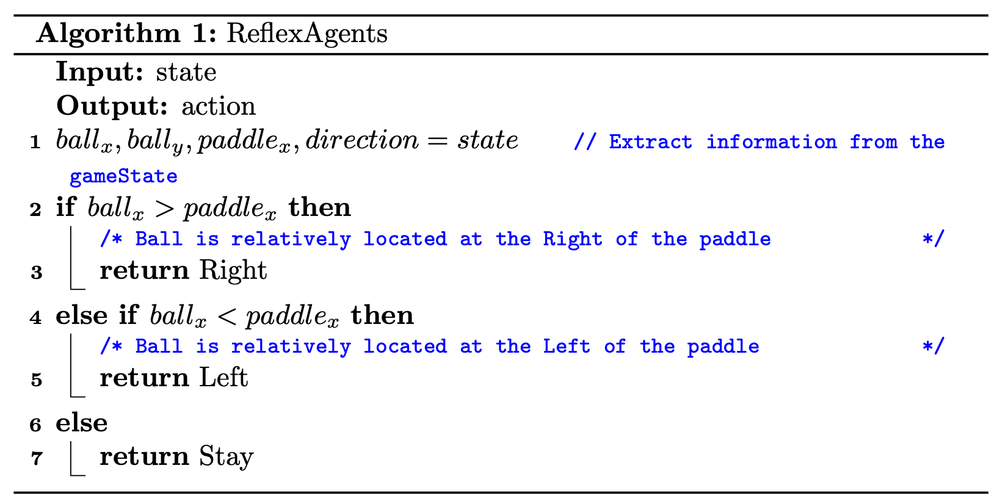 Algorithm 1: ReflexAgents
Input: state
Output: action
1 ball_x, ball_y, paddle_x, direction = state // Extract information from the
gameState
2 if ball_x > paddle_x then
/* Ball is relatively located at the Right of the paddle */
3 return Right
4 else if ball_x < paddle_x then
/* Ball is relatively located at the Left of the paddle */
5 return Left
6 else
7 return Stay